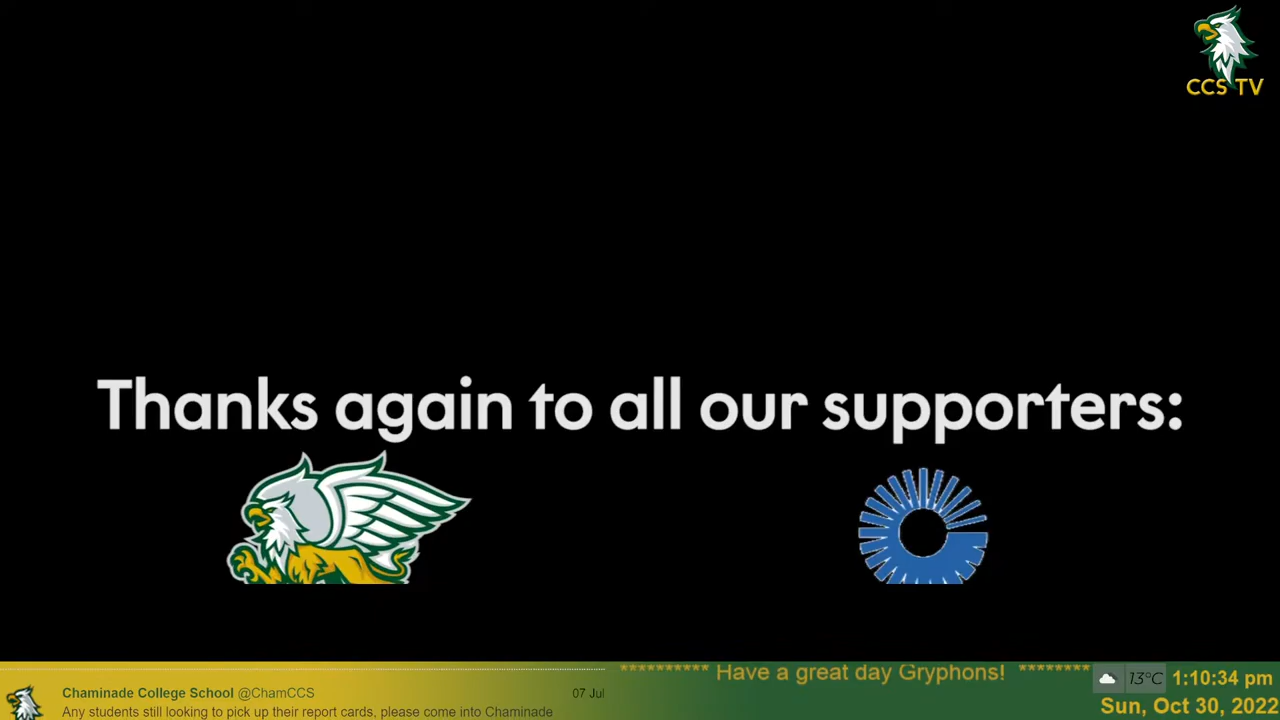 CCS TV
Thanks again to all our supporters:
Chaminade College School @ChamCCS
07 Jul
Any students still looking to pick up their report cards, please come into Chaminade
********** Have a great day Gryphons! ********
13°C
1:10:34 pm
Sun, Oct 30, 2022